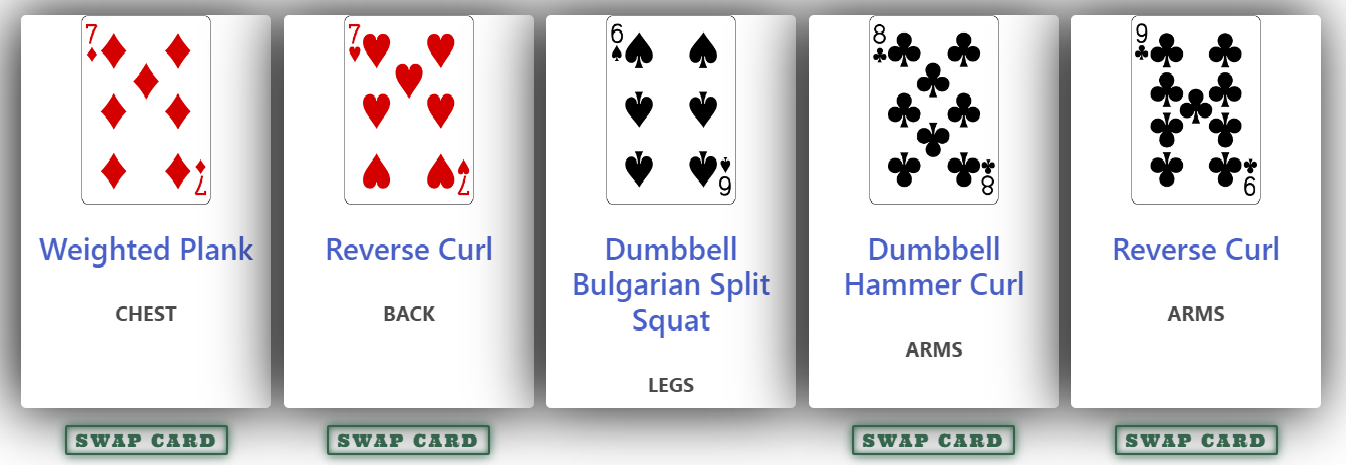 7
7
Weighted Plank
CHEST
SWAP CARD
7
7
Reverse Curl
BACK
SWAP CARD
6
6
Dumbbell
Bulgarian Split
Squat
LEGS
8
8
Dumbbell
Hammer Curl
ARMS
SWAP CARD
9
9
Reverse Curl
ARMS
SWAP CARD